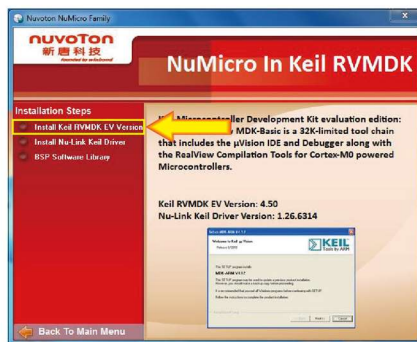 Nuvoton NuMicro Family
nuvoTon
新唐科技
NuMicro In Keil RVMDK
Installation Steps
Install Keil RVMDK EV Version
Install Nu-Link Keil Driver
BSP Software Library
Microcontroller Development Kit evaluation edition:
MDK-Basic is a 32K-limited tool chain
that includes the µVision IDE and Debugger along with
the RealView Compilation Tools for Cortex-M0 powered
Microcontrollers.
Keil RVMDK EV Version: 4.50
Nu-Link Keil Driver Version: 1.26.6314
KEIL
Tools by ARM
Back To Main Menu